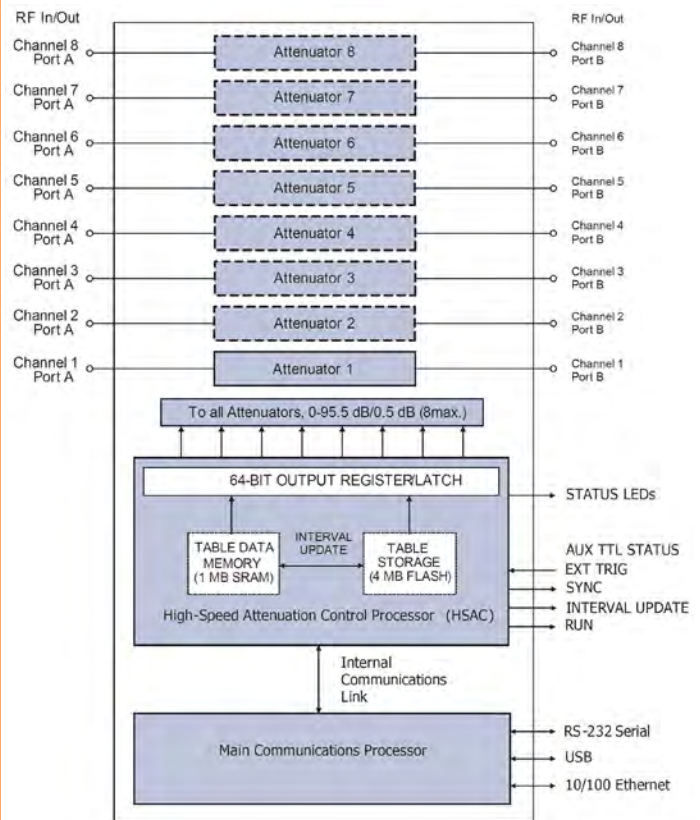 RF In/Out
RF In/Out
Channel 8
Port A
Attenuator 8
Channel 8
Port B
Channel 7
Port A
Attenuator 7
Channel 7
Port B
Channel 6
Port A
Attenuator 6
Channel 6
Port B
Channel 5
Port A
Attenuator 5
Channel 5
Port B
Channel 4
Port A
Attenuator 4
Channel 4
Port B
Channel 3
Port A
Attenuator 3
Channel 3
Port B
Channel 2
Port A
Attenuator 2
Channel 2
Port B
Channel 1
Port A
Attenuator 1
Channel 1
Port B
To all Attenuators, 0-95.5 dB/0.5 dB (8max.)
64-BIT OUTPUT REGISTER/LATCH
STATUS LEDs
TABLE DATA
MEMORY
(1 MB SRAM)
INTERVAL
UPDATE
TABLE
STORAGE
(4 MB FLASH)
High-Speed Attenuation Control Processor (HSAC)
AUX TTL STATUS
EXT TRIG
SYNC
INTERVAL UPDATE
RUN
Internal
Communications
Link
Main Communications Processor
RS-232 Serial
USB
10/100 Ethernet